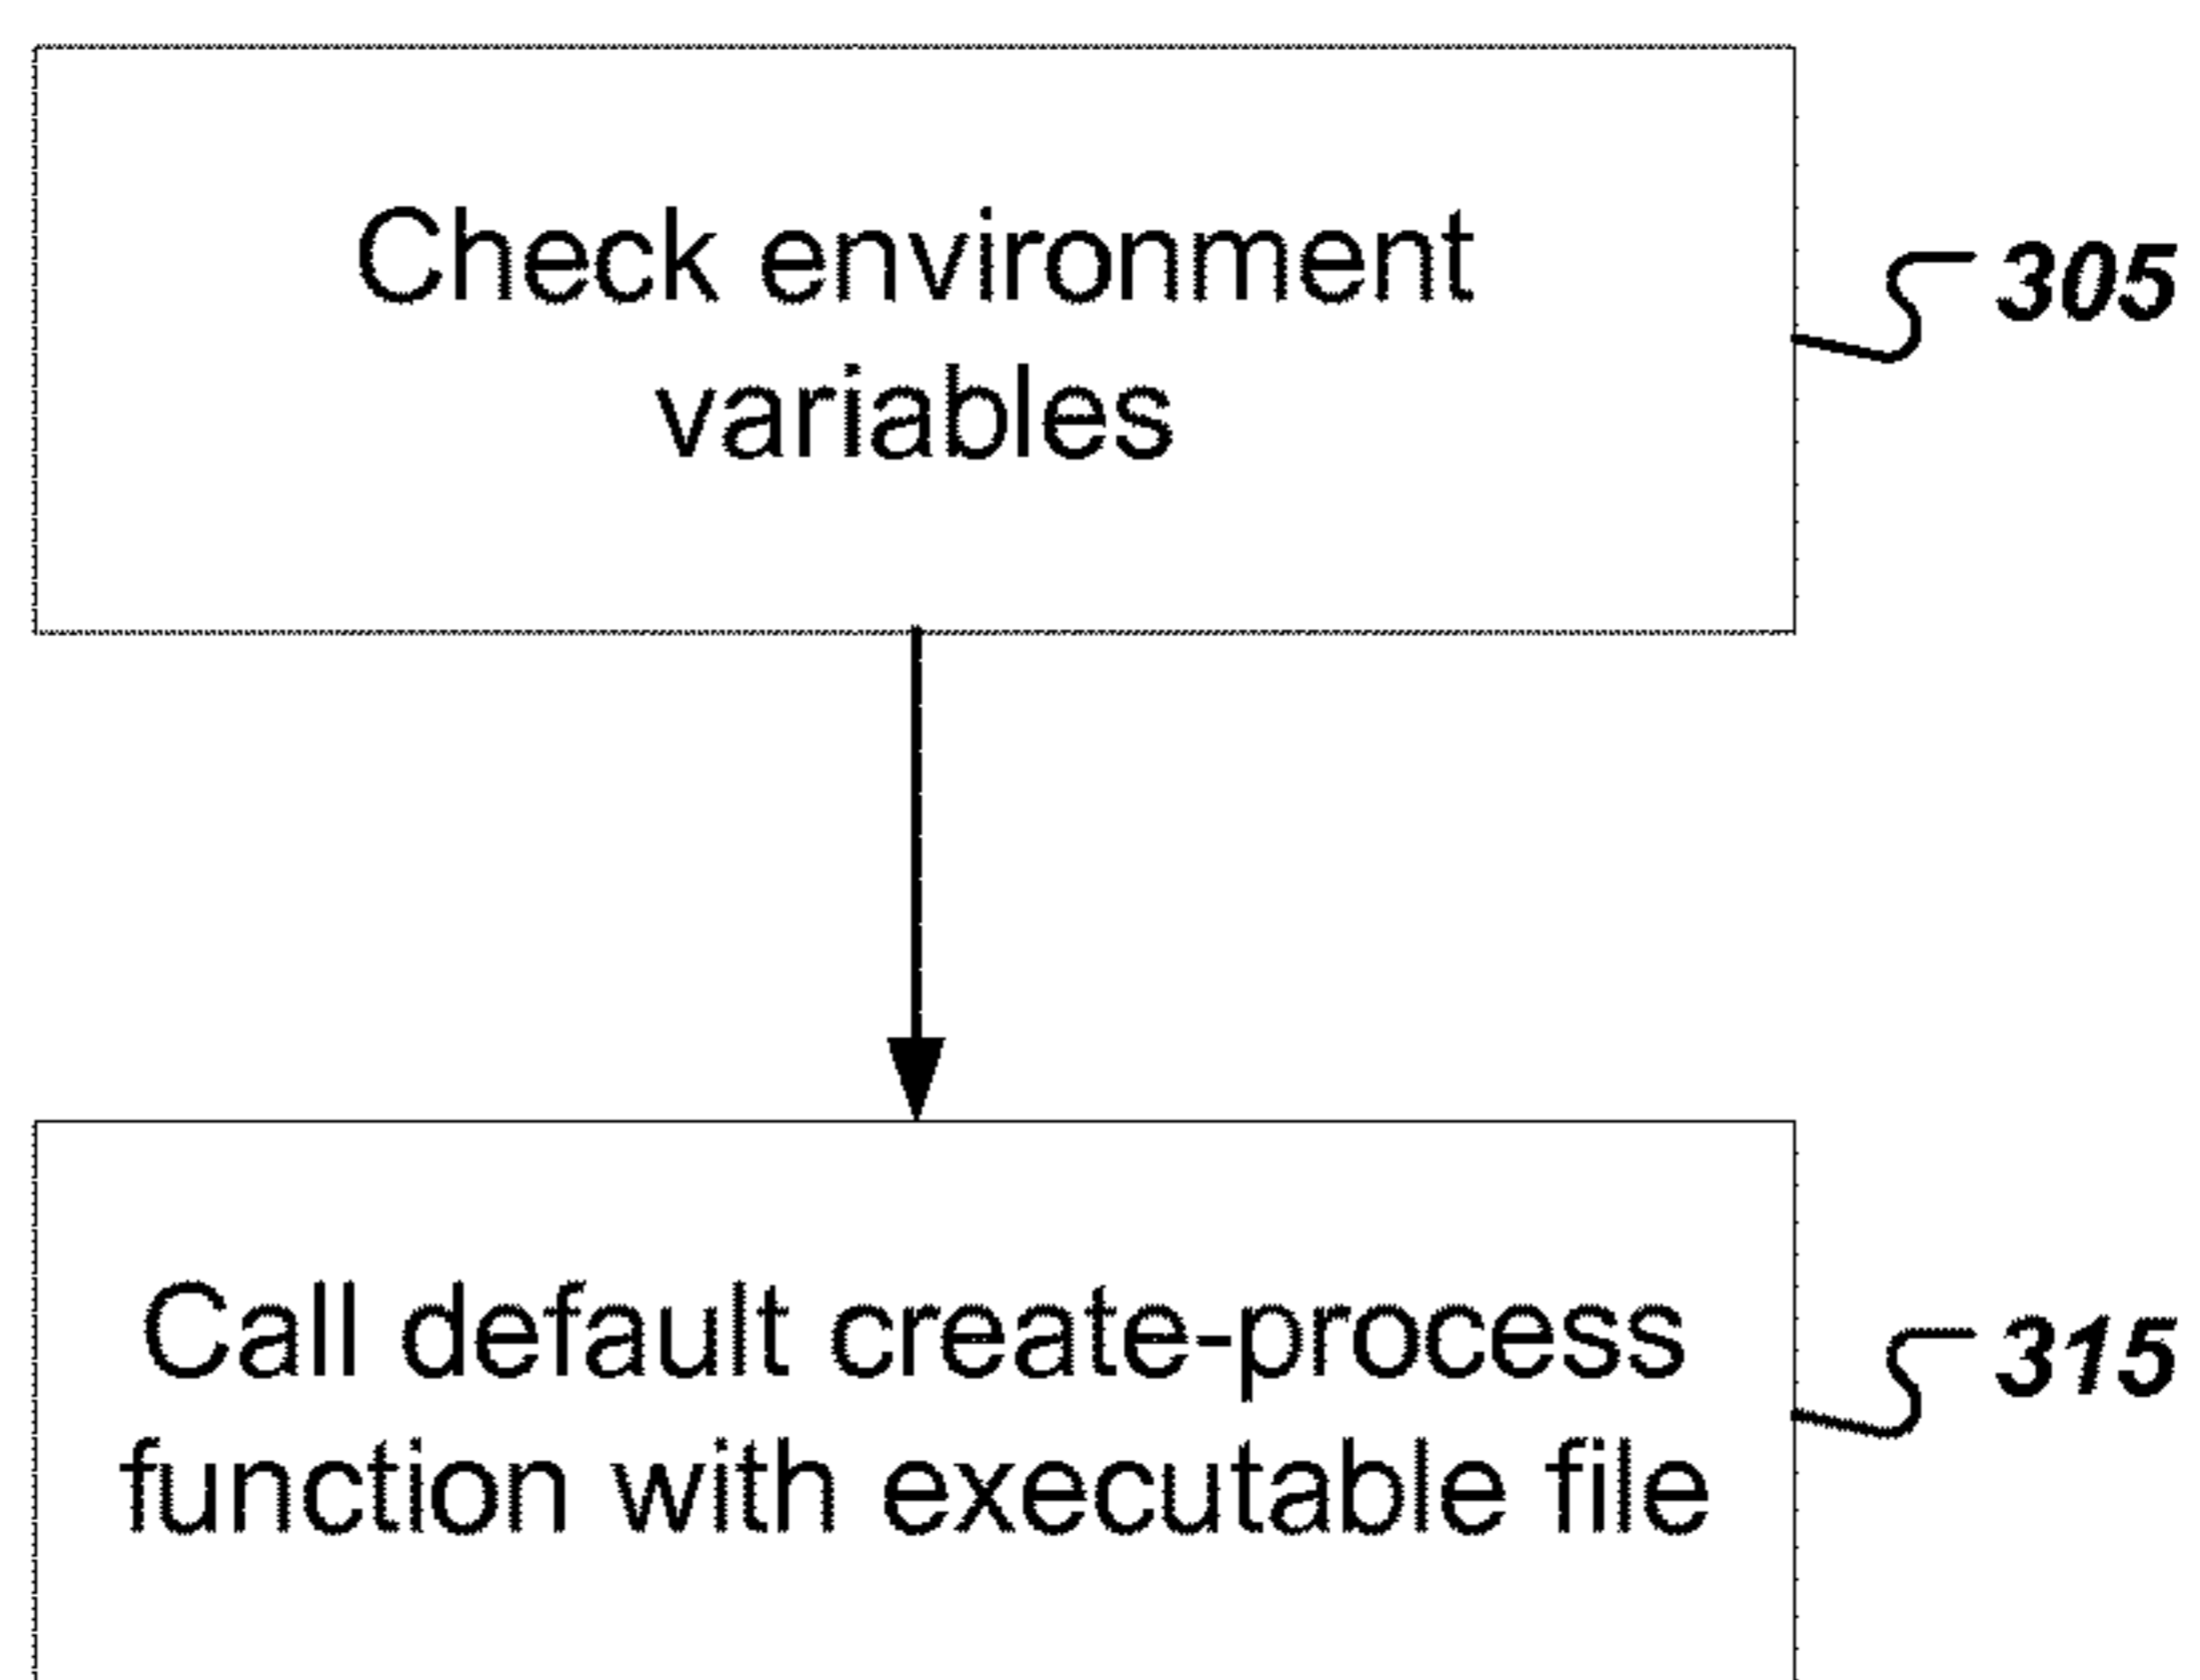 Check environment
variables
305
Call default create-process
function with executable file
315